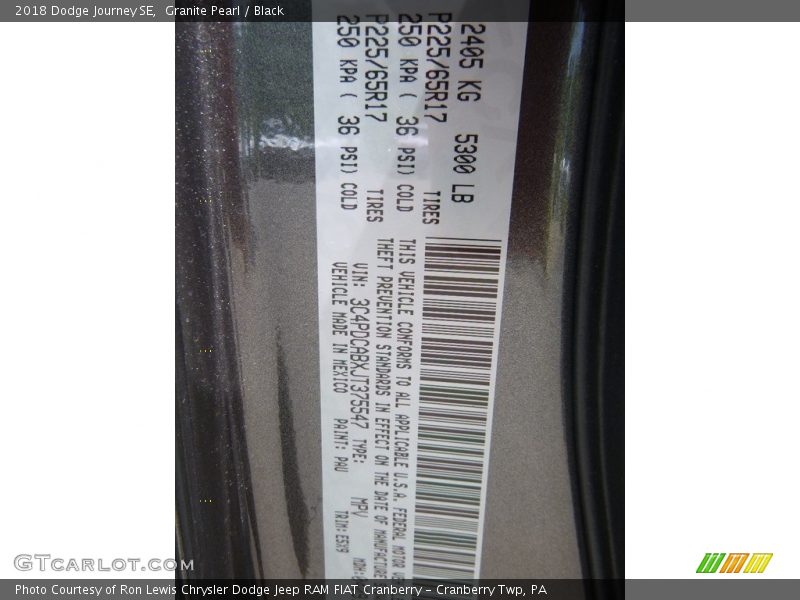 2018 Dodge Journey SE, Granite Pearl / Black
2405 KG 5300 LB
P225/65R17 TIRES
250 KPA ( 36 PSI) COLD
P225/65R17 TIRES
250 KPA ( 36 PSI) COLD
THIS VEHICLE CONFORMS TO ALL APPLICABLE U.S.A. FEDERAL MOTOR
THEFT PREVENTION STANDARDS IN EFFECT ON THE DATE OF MANUFACTURE
VIN: 3C4PDCABXJT375547 TYPE: MPV
VEHICLE MADE IN MEXICO PAINT: PAU TRIM: E5X9
GTCarLot.com
Photo Courtesy of Ron Lewis Chrysler Dodge Jeep RAM FIAT Cranberry – Cranberry Twp, PA